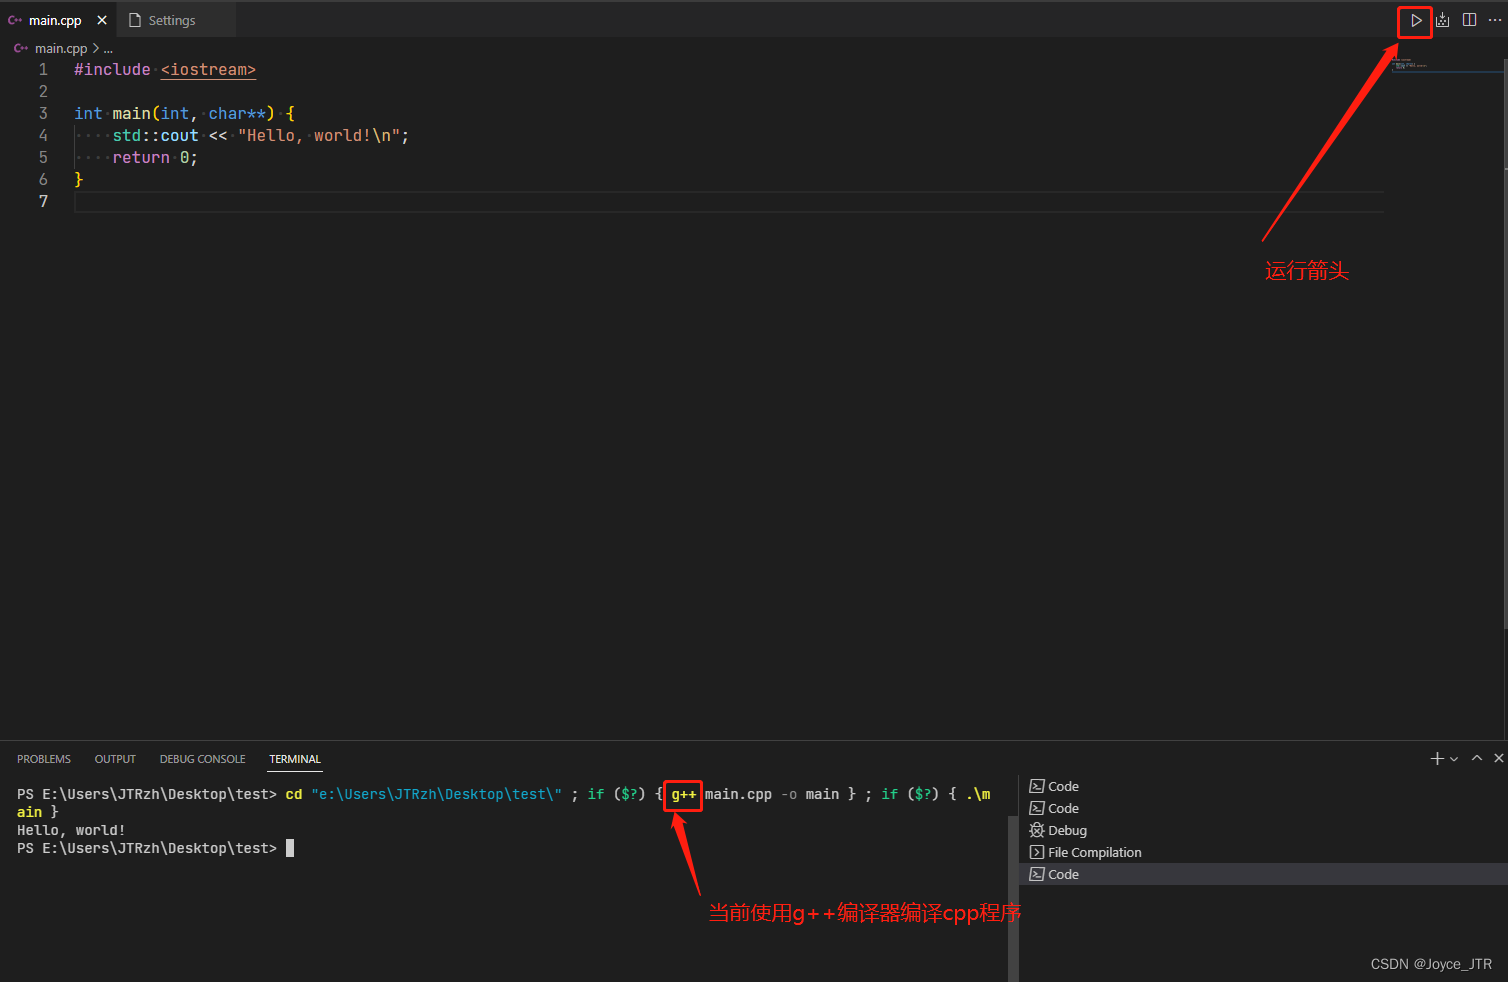 main.cpp
Settings
main.cpp > ...
1 #include <iostream>
2
3 int main(int, char**) {
4 std::cout << "Hello, world!\n";
5 return 0;
6 }
7
运行箭头
PROBLEMS OUTPUT DEBUG CONSOLE TERMINAL
PS E:\Users\JTRzh\Desktop\test> cd "e:\Users\JTRzh\Desktop\test\" ; if ($?) { g++ main.cpp -o main } ; if ($?) { .\m
ain }
Hello, world!
PS E:\Users\JTRzh\Desktop\test>
当前使用g++编译器编译cpp程序
Code
Code
Debug
File Compilation
Code
CSDN @Joyce_JTR